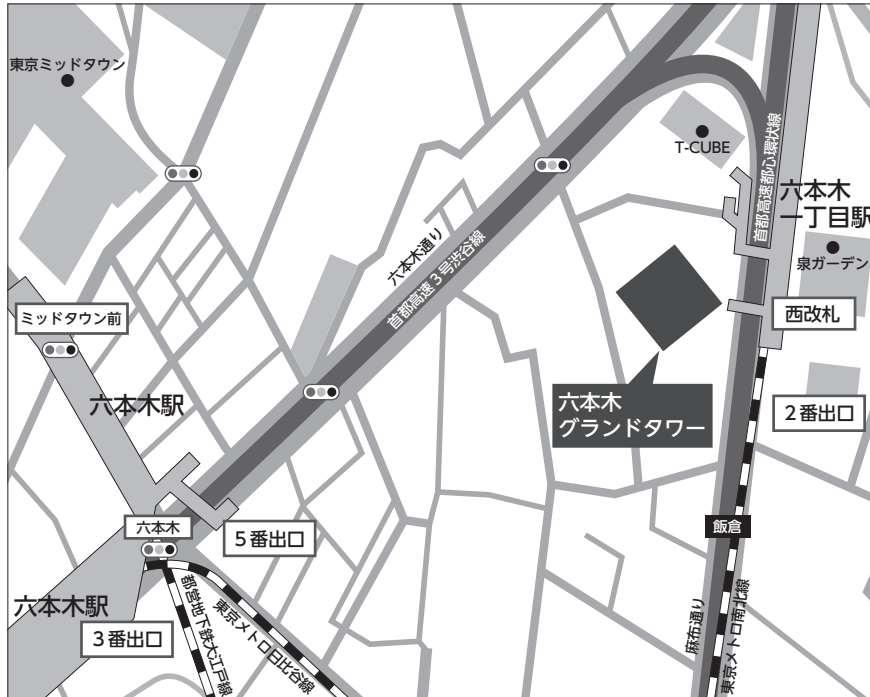 東京ミッドタウン
T-CUBE
首都高速都心環状線
六本木
一丁目駅
泉ガーデン
六本木通り
首都高速3号渋谷線
西改札
ミッドタウン前
六本木駅
六本木
グランドタワー
2番出口
六本木
5番出口
飯倉
六本木駅
3番出口
都営地下鉄大江戸線
東京メトロ日比谷線
麻布通り
東京メトロ南北線